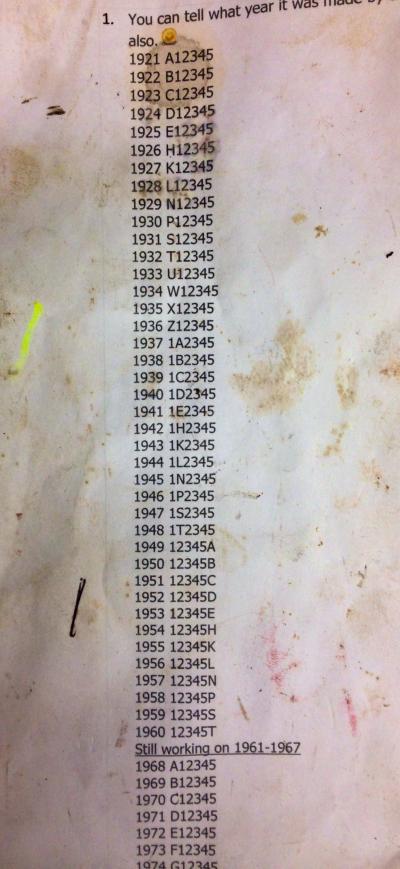 1. You can tell what year it was made by
also.
1921 A12345
1922 B12345
1923 C12345
1924 D12345
1925 E12345
1926 H12345
1927 K12345
1928 L12345
1929 N12345
1930 P12345
1931 S12345
1932 T12345
1933 U12345
1934 W12345
1935 X12345
1936 Z12345
1937 1A2345
1938 1B2345
1939 1C2345
1940 1D2345
1941 1E2345
1942 1H2345
1943 1K2345
1944 1L2345
1945 1N2345
1946 1P2345
1947 1S2345
1948 1T2345
1949 12345A
1950 12345B
1951 12345C
1952 12345D
1953 12345E
1954 12345H
1955 12345K
1956 12345L
1957 12345N
1958 12345P
1959 12345S
1960 12345T
Still working on 1961-1967
1968 A12345
1969 B12345
1970 C12345
1971 D12345
1972 E12345
1973 F12345
1974 G12345